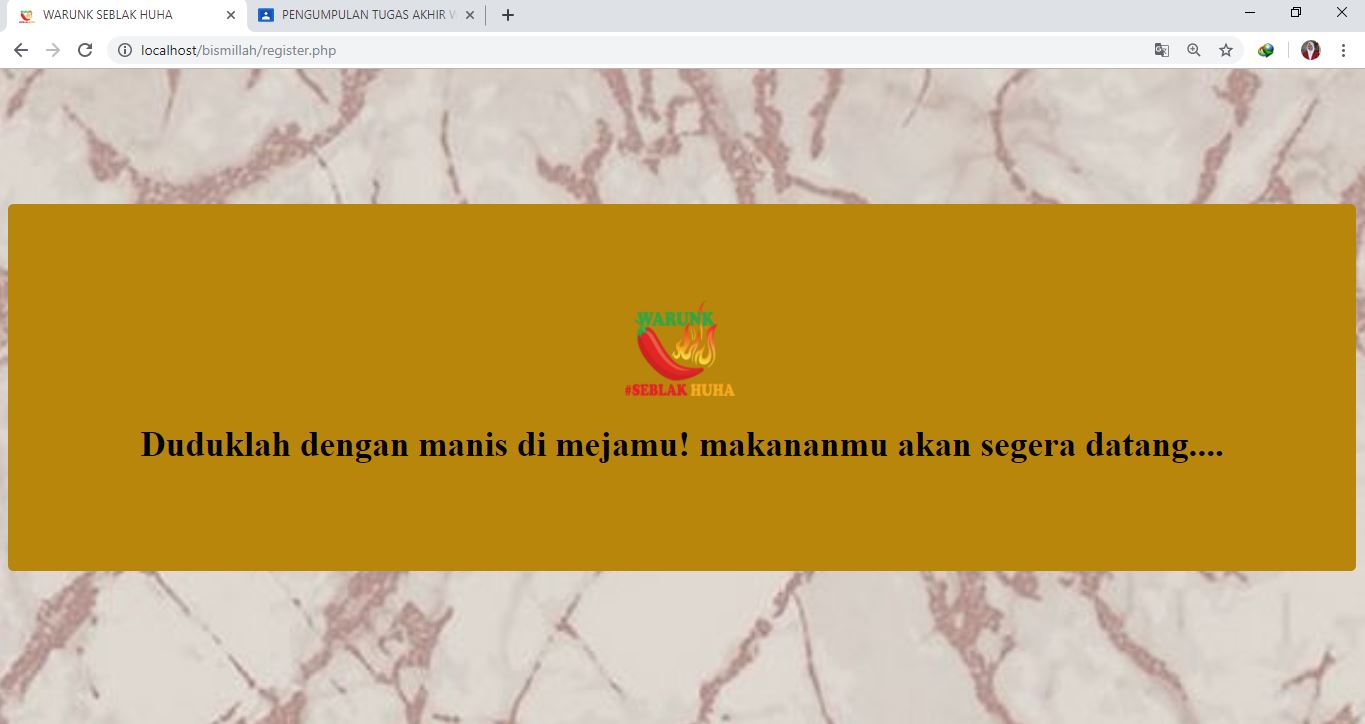 WARUNK SEBLAK HUHA
PENGUMPULAN TUGAS AKHIR
localhost/bismillah/register.php
WARUNK
#SEBLAK HUHA
Duduklah dengan manis di mejamu! makananmu akan segera datang....